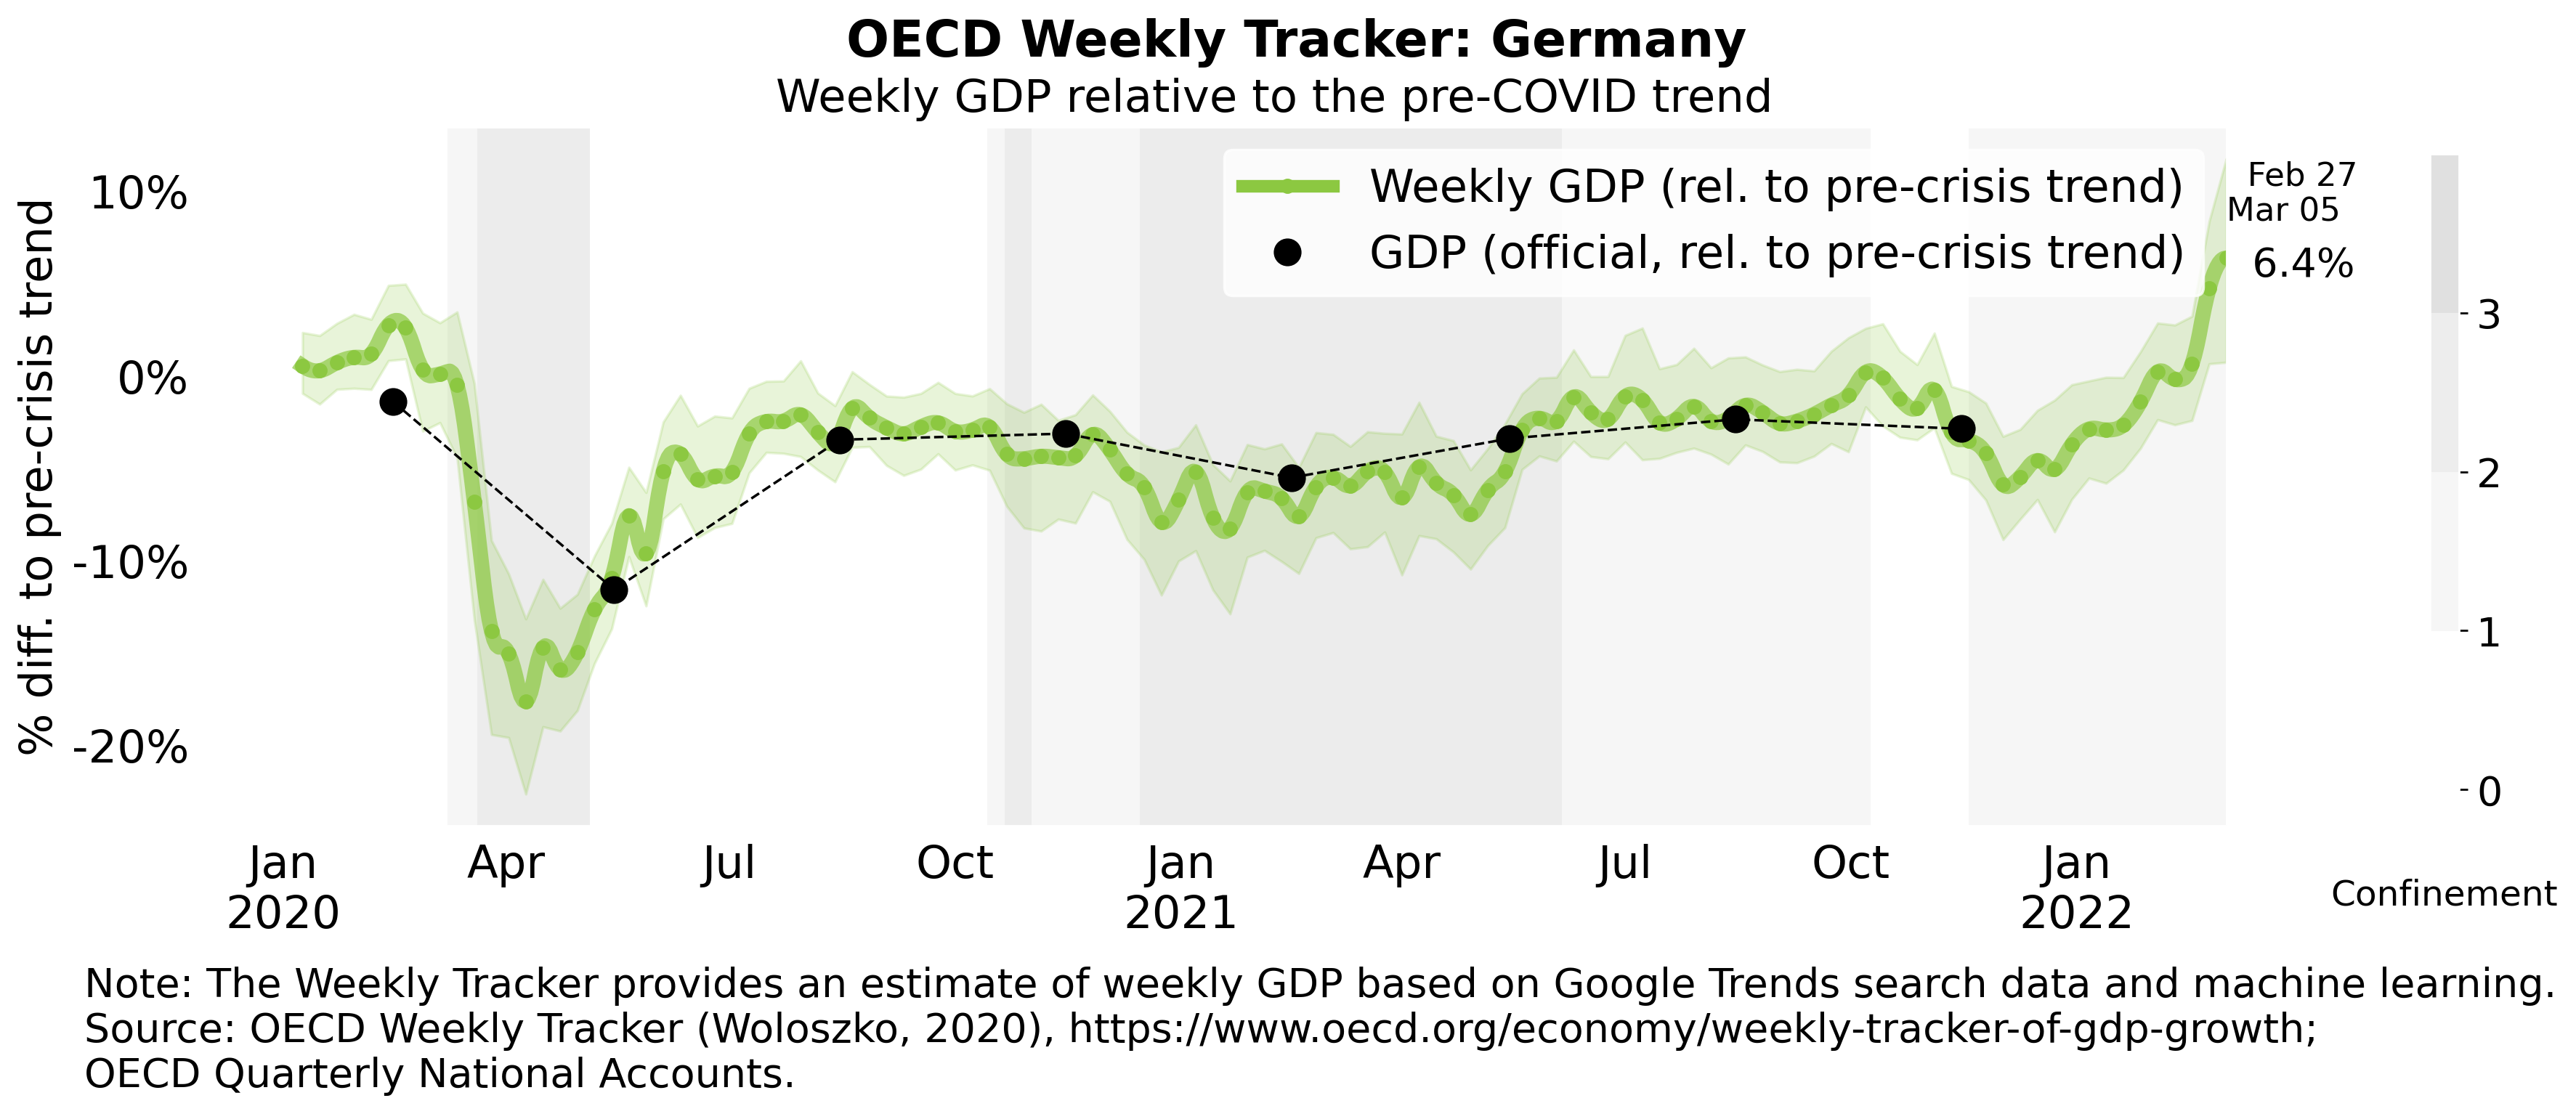 OECD Weekly Tracker: Germany
Weekly GDP relative to the pre-COVID trend
% diff. to pre-crisis trend
10%
0%
-10%
-20%
Weekly GDP (rel. to pre-crisis trend)
GDP (official, rel. to pre-crisis trend)
Feb 27
Mar 05
6.4%
3
2
1
0
Confinement
Jan
2020
Apr
Jul
Oct
Jan
2021
Apr
Jul
Oct
Jan
2022
Note: The Weekly Tracker provides an estimate of weekly GDP based on Google Trends search data and machine learning.
Source: OECD Weekly Tracker (Woloszko, 2020), https://www.oecd.org/economy/weekly-tracker-of-gdp-growth;
OECD Quarterly National Accounts.